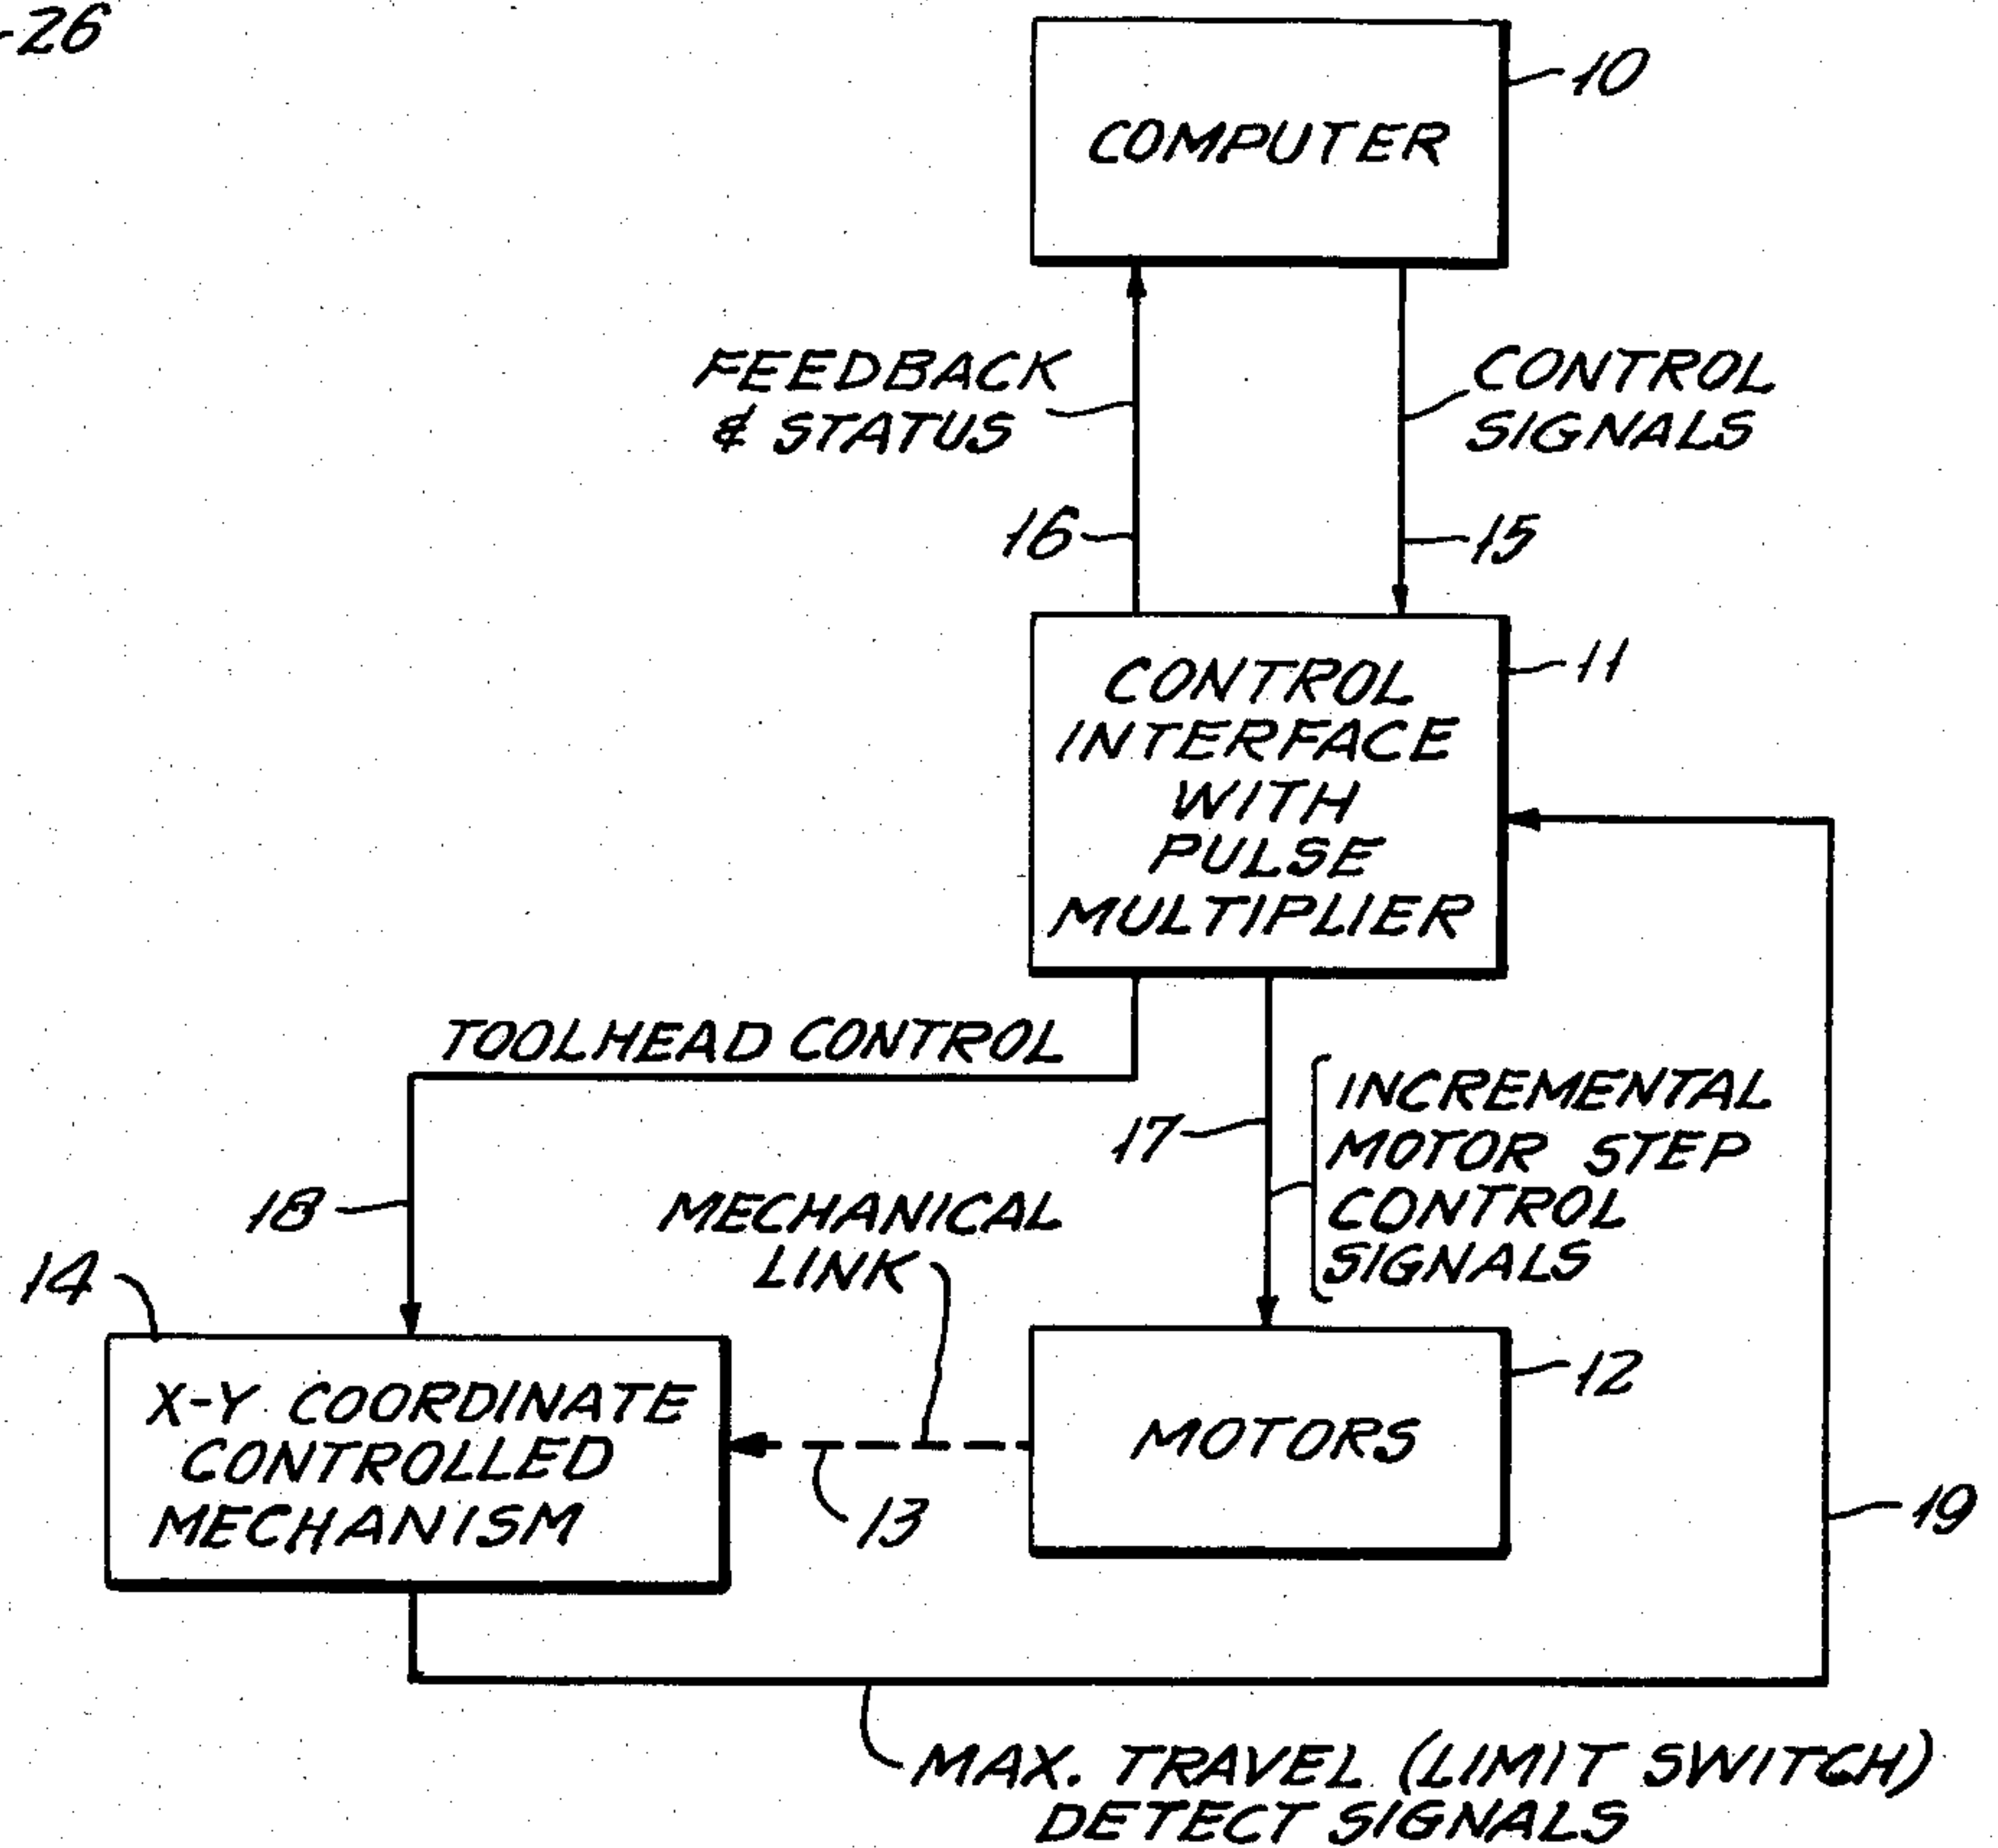 26
10
COMPUTER
FEEDBACK
& STATUS
CONTROL
SIGNALS
16
15
11
CONTROL
INTERFACE
WITH
PULSE
MULTIPLIER
TOOLHEAD CONTROL
17
INCREMENTAL
MOTOR STEP
CONTROL
SIGNALS
18
MECHANICAL
LINK
14
X-Y COORDINATE
CONTROLLED
MECHANISM
13
12
MOTORS
19
MAX. TRAVEL (LIMIT SWITCH)
DETECT SIGNALS